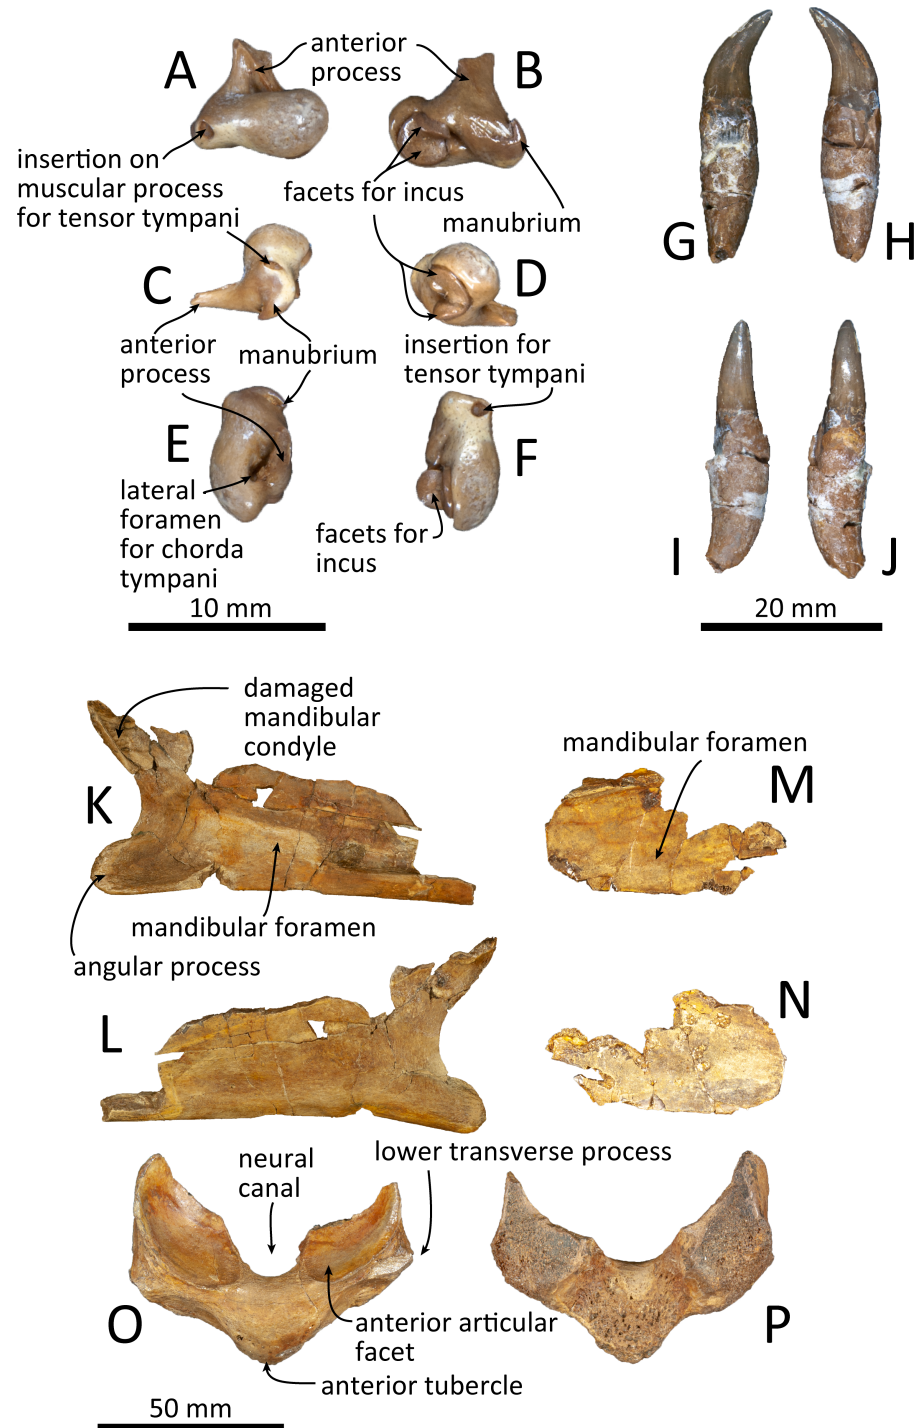 A
anterior
process
B
insertion on
muscular process
for tensor tympani
facets for incus
manubrium
G
H
C
D
anterior
process
manubrium
insertion for
tensor tympani
E
F
lateral
foramen
for chorda
tympani
facets for
incus
I
J
10 mm
20 mm
damaged
mandibular
condyle
mandibular foramen
K
M
mandibular foramen
angular process
L
N
neural
canal
lower transverse process
O
P
anterior articular
facet
anterior tubercle
50 mm